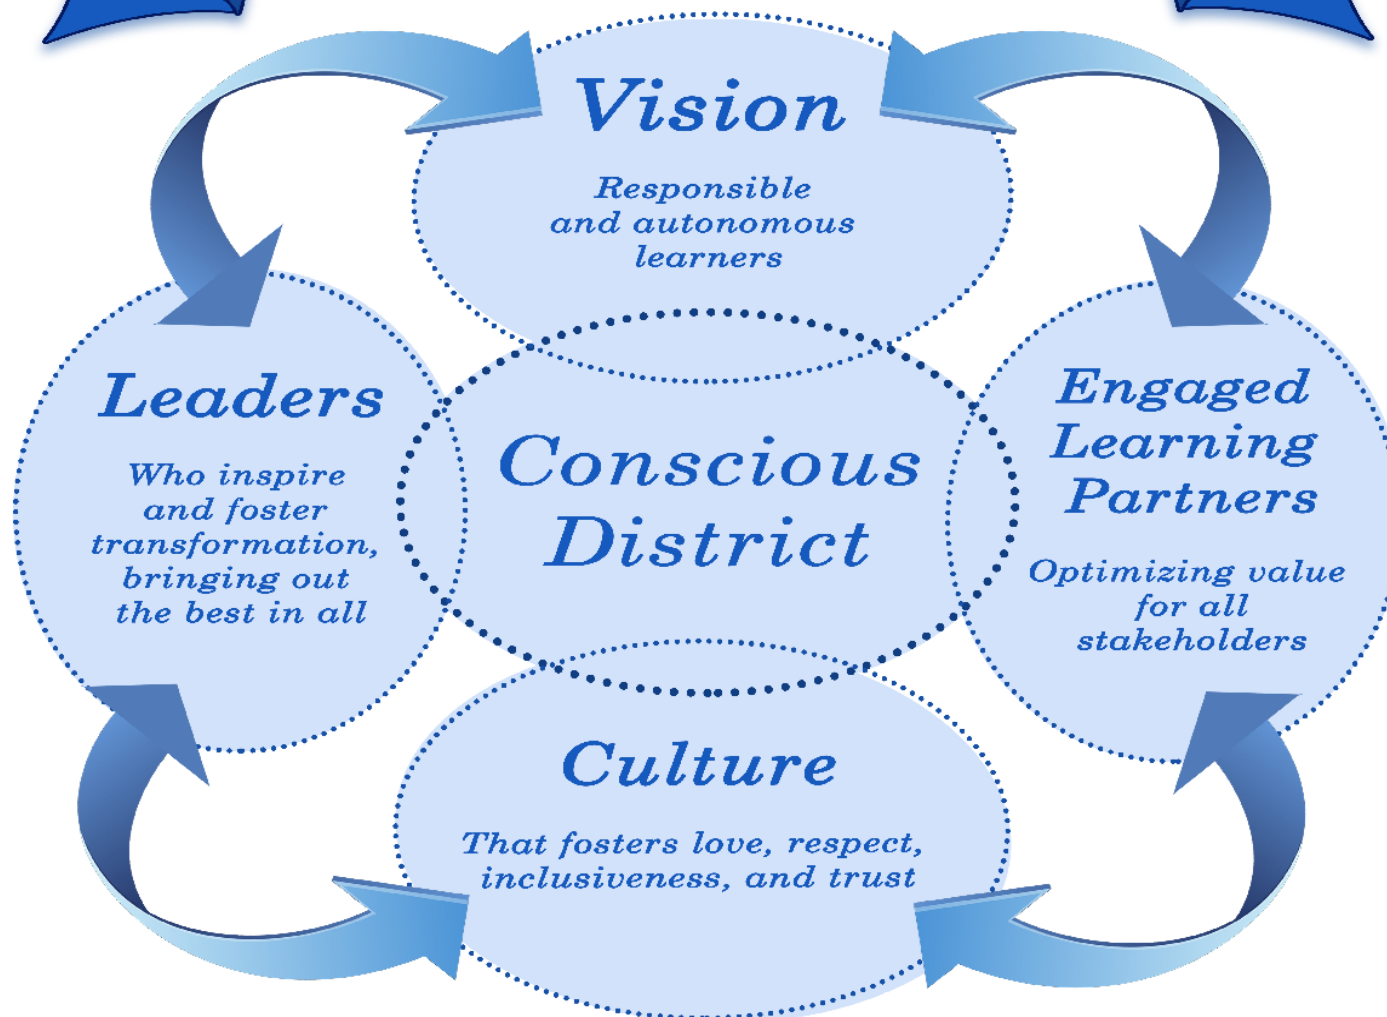 Vision
Responsible
and autonomous
learners
Leaders
Who inspire
and foster
transformation,
bringing out
the best in all
Conscious
District
Engaged
Learning
Partners
Optimizing value
for all
stakeholders
Culture
That fosters love, respect,
inclusiveness, and trust